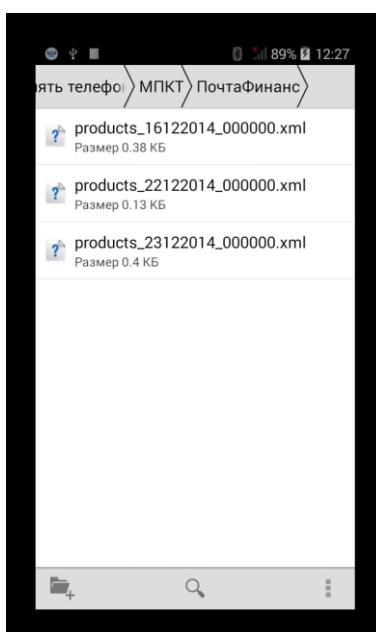 89% 12:27
ять телефо МПКТ ПочтаФинанс
products_16122014_000000.xml
Размер 0.38 КБ
products_22122014_000000.xml
Размер 0.13 КБ
products_23122014_000000.xml
Размер 0.4 КБ